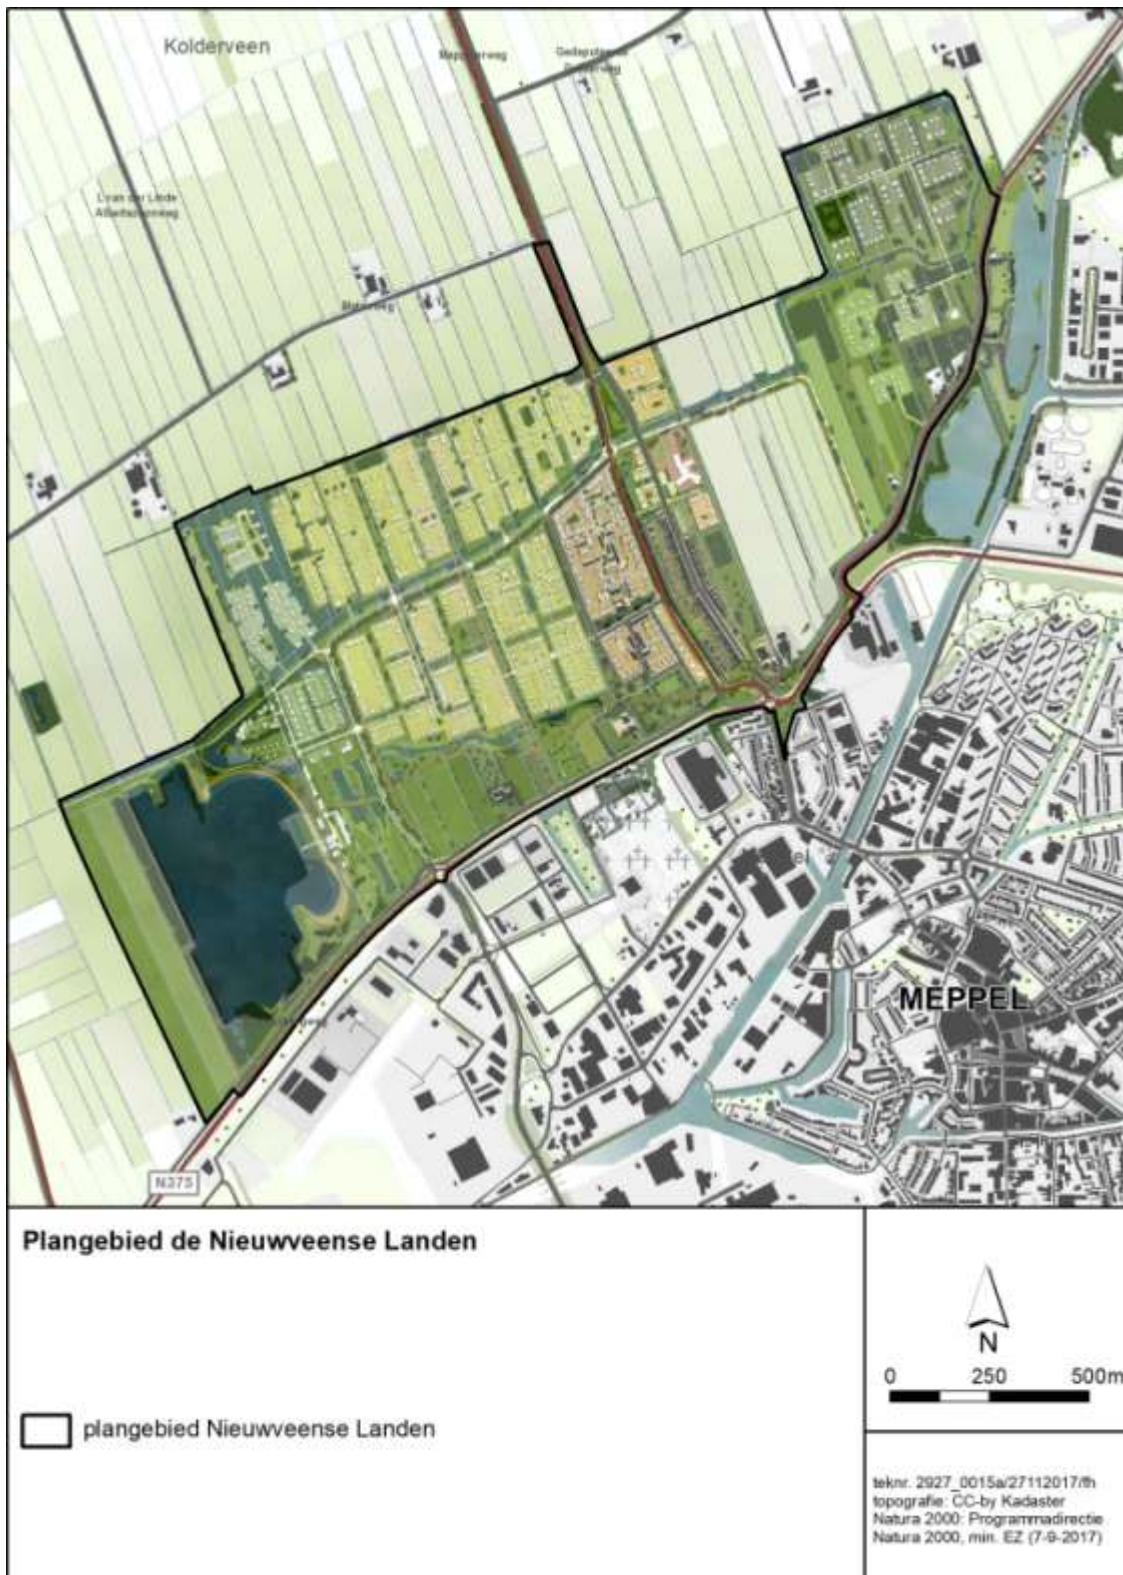 Kolderveen
N375
MEPPEL
Plangebied de Nieuwveense Landen
plangebied Nieuwveense Landen
N
0 250 500m
teknr. 2927_0015a/27112017/fh
topografie: CC-by Kadaster
Natura 2000: Programmadirectie
Natura 2000, min. EZ (7-9-2017)